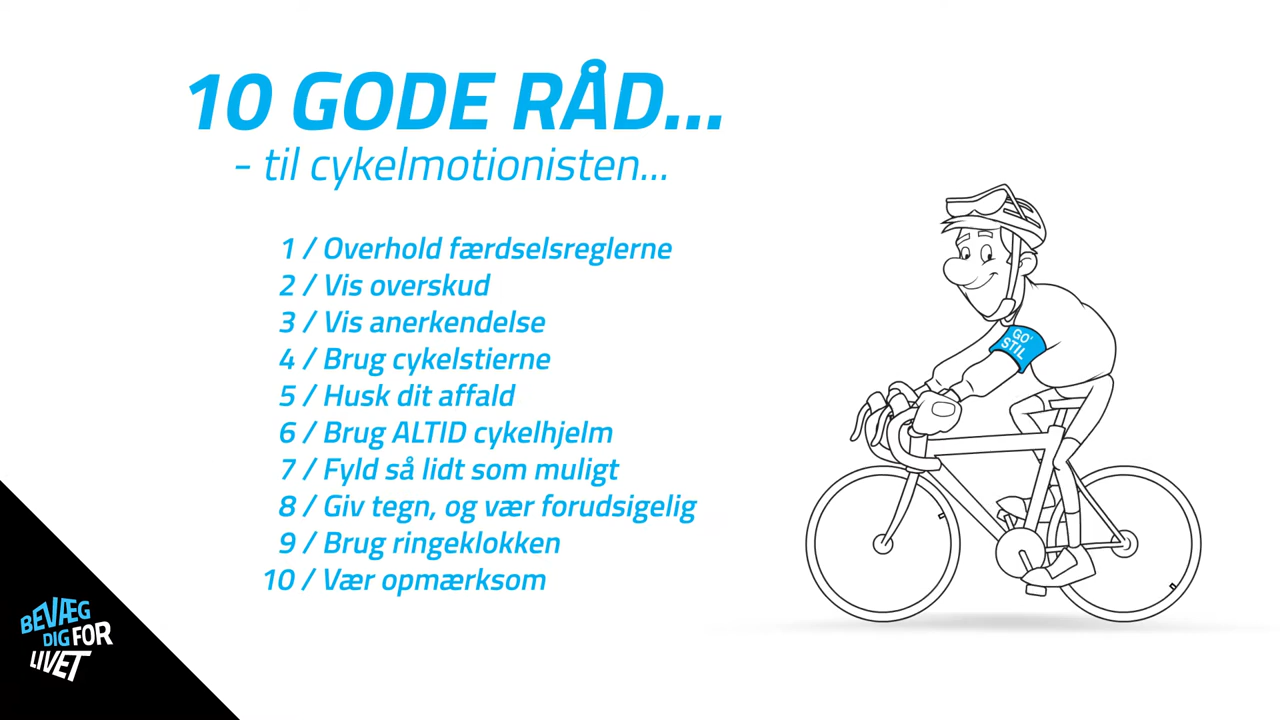 10 GODE RÅD...
- til cykelmotionisten...
1 / Overhold færdselsreglerne
2 / Vis overskud
3 / Vis anerkendelse
4 / Brug cykelstierne
5 / Husk dit affald
6 / Brug ALTID cykelhjelm
7 / Fyld så lidt som muligt
8 / Giv tegn, og vær forudsigelig
9 / Brug ringeklokken
10 / Vær opmærksom
GO'
STIL
BEVÆG
DIG FOR
LIVET